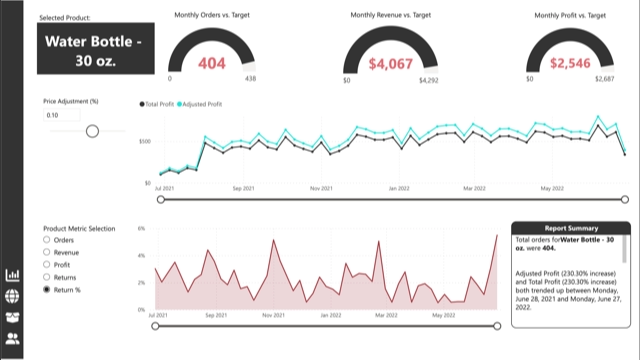 Selected Product:
Water Bottle -
30 oz.
Monthly Orders vs. Target
404
0
438
Monthly Revenue vs. Target
$4,067
$0
$4,292
Monthly Profit vs. Target
$2,546
$0
$2,687
Price Adjustment (%)
0.10
Total Profit Adjusted Profit
$500
$0
Jul 2021 Sep 2021 Nov 2021 Jan 2022 Mar 2022 May 2022
Product Metric Selection
Orders
Revenue
Profit
Returns
Return %
6%
4%
2%
0%
Jul 2021 Sep 2021 Nov 2021 Jan 2022 Mar 2022 May 2022
Report Summary
Total orders forWater Bottle - 30
oz. were 404.
Adjusted Profit (230.30% increase)
and Total Profit (230.30% increase)
both trended up between Monday,
June 28, 2021 and Monday, June 27,
2022.